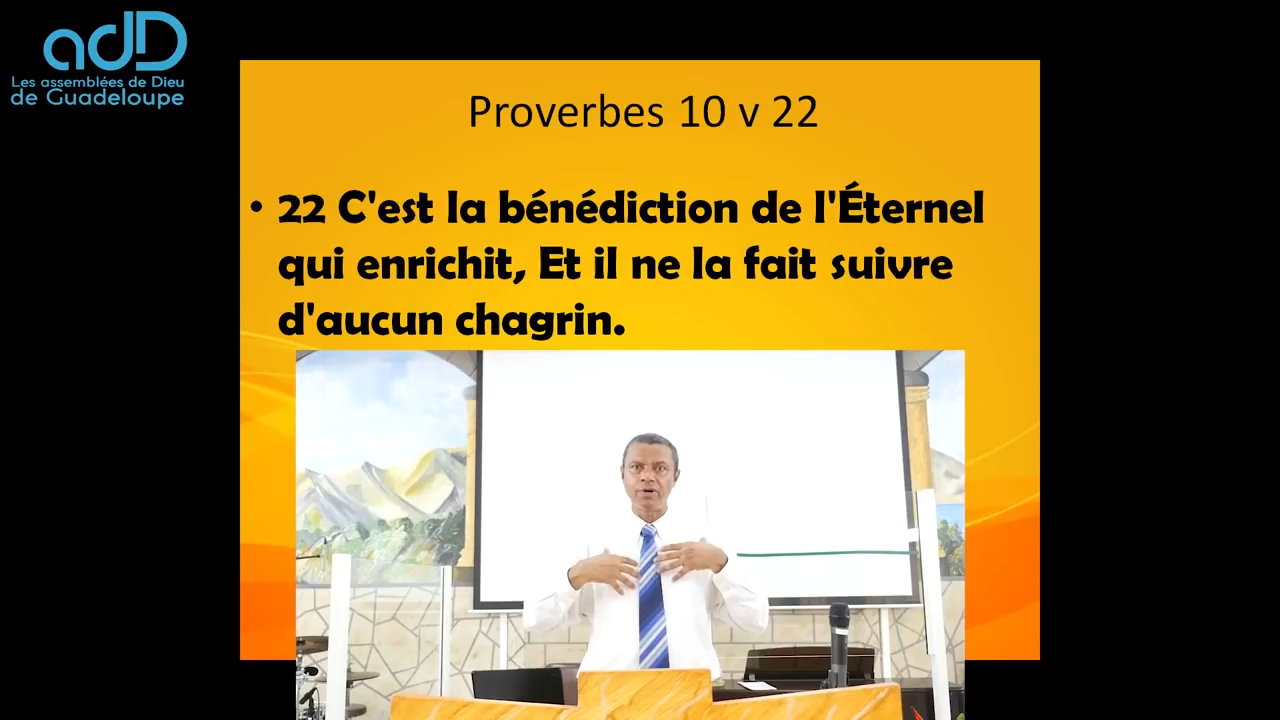 adD
Les assemblées de Dieu
de Guadeloupe
Proverbes 10 v 22
• 22 C'est la bénédiction de l'Éternel
qui enrichit, Et il ne la fait suivre
d'aucun chagrin.